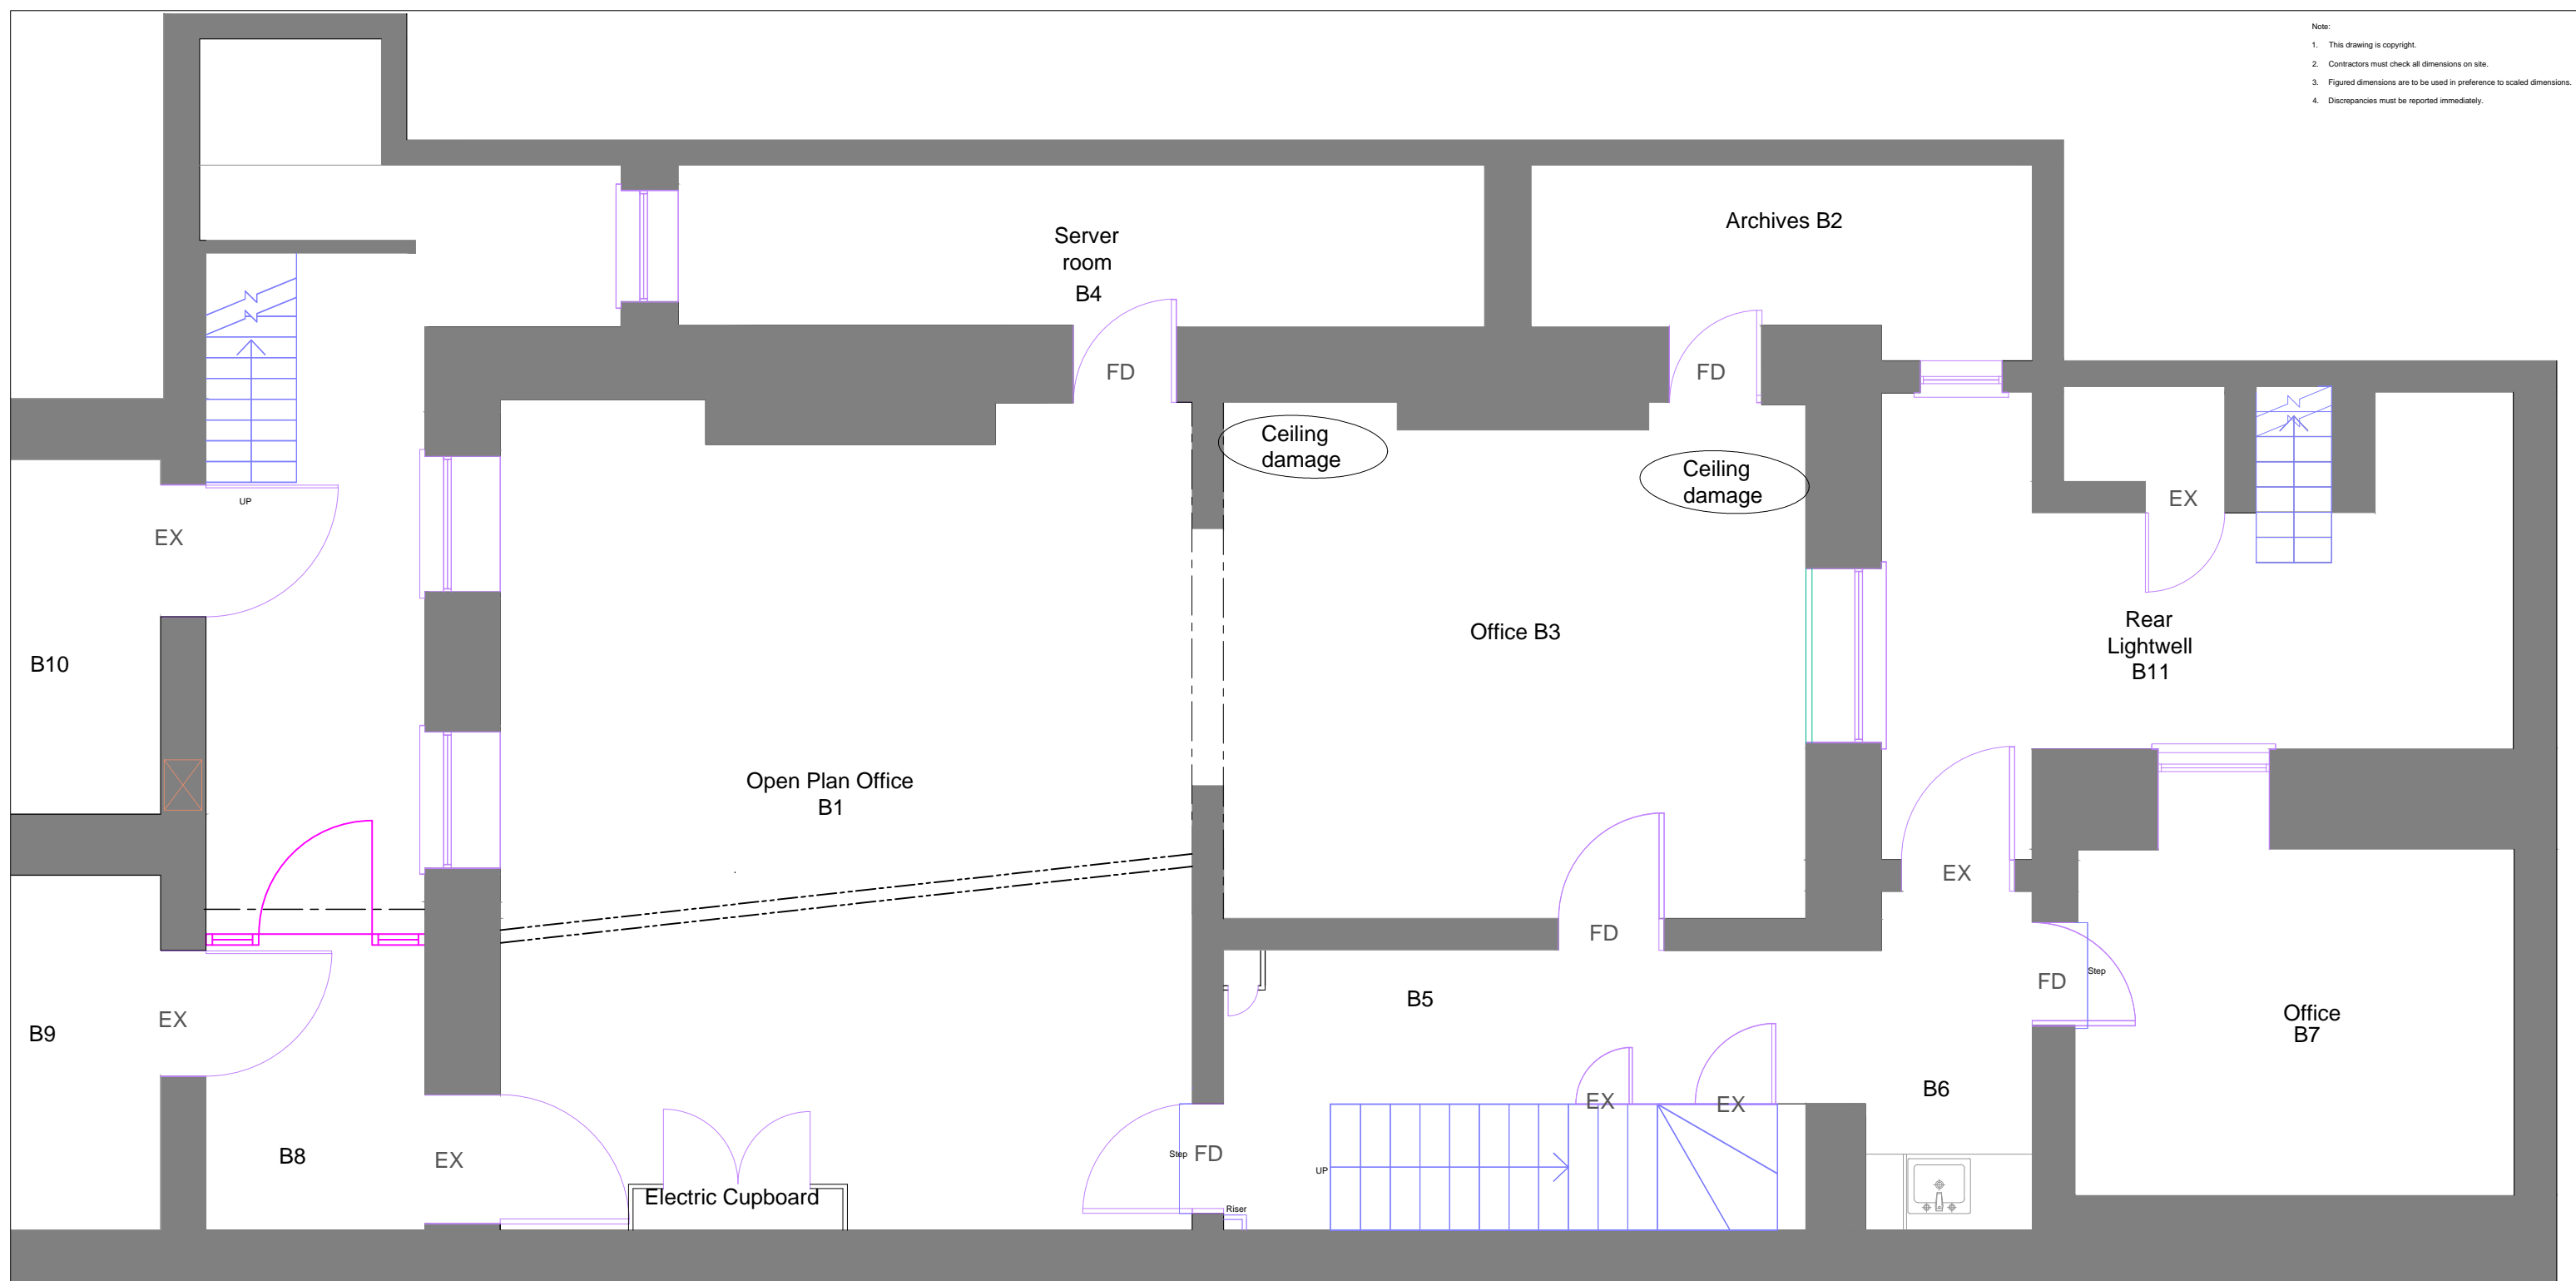 Note:
1. This drawing is copyright.
2. Contractors must check all dimensions on site.
3. Figured dimensions are to be used in preference to scaled dimensions.
4. Discrepancies must be reported immediately.
Archives B2
Server
room
B4
FD
FD
Ceiling
damage
Ceiling
damage
UP
EX
EX
Office B3
Rear
Lightwell
B11
B10
Open Plan Office
B1
EX
FD
FD
Step
B5
Office
B7
B9
EX
B6
EX
EX
B8
EX
Step
FD
UP
Electric Cupboard
Riser